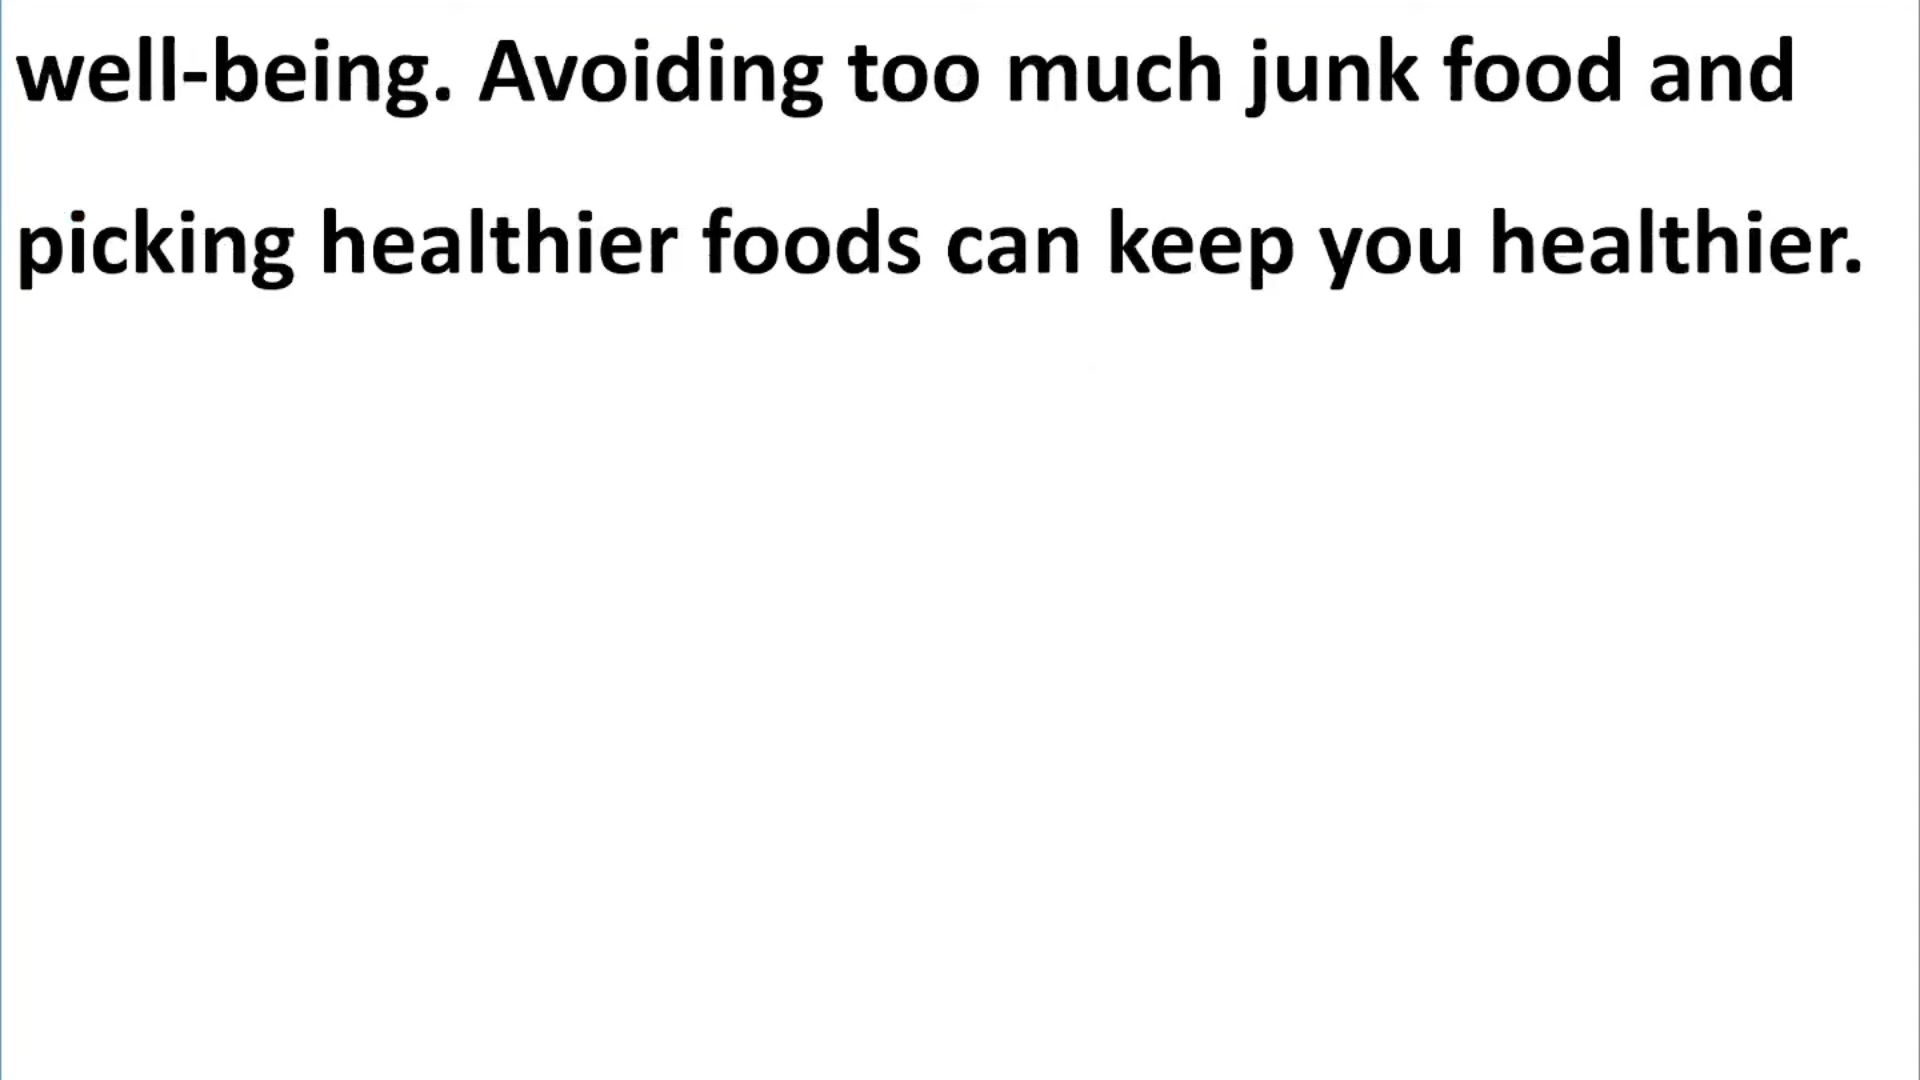 well-being. Avoiding too much junk food and
picking healthier foods can keep you healthier.